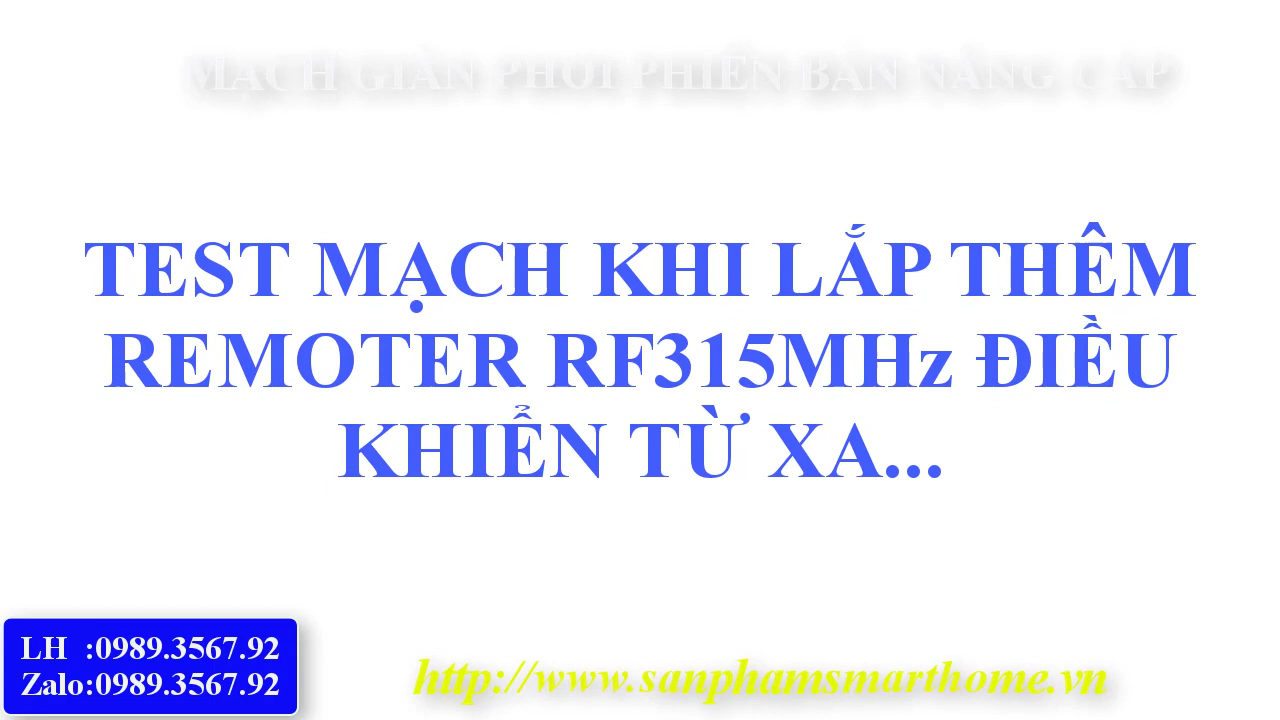 MẠCH GIÀN PHƠI PHIÊN BẢN NÂNG CẤP
TEST MẠCH KHI LẮP THÊM
REMOTER RF315MHz ĐIỀU
KHIỂN TỪ XA...
LH :0989.3567.92
Zalo:0989.3567.92
http://www.sanphamsmarthome.vn